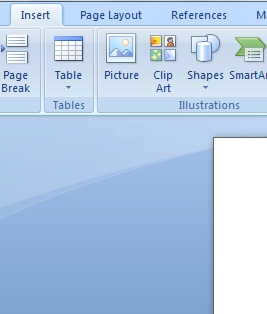 Insert Page Layout References
Page Break
Table
Picture
Clip Art
Shapes
Tables
Illustrations